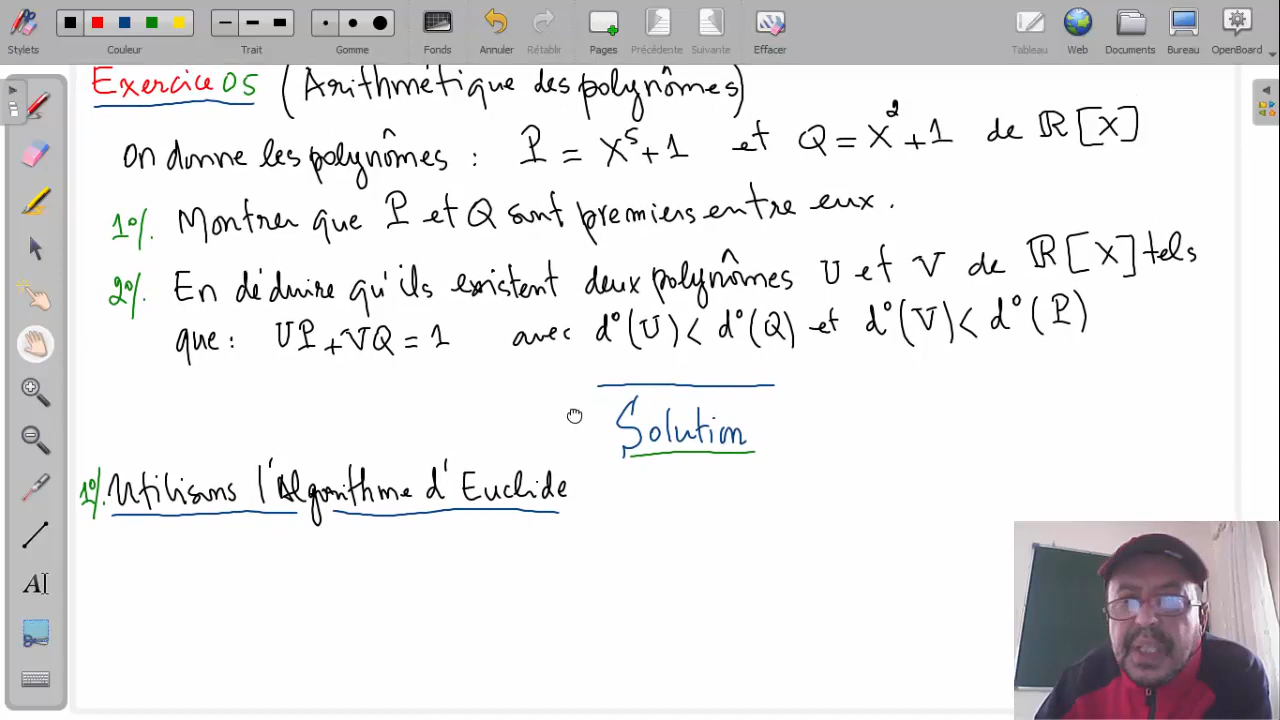 Stylets Couleur Trait Gomme Fonds Annuler Rétablir Pages Précédente Suivante Effacer Tableau Web Documents Bureau OpenBoard
Exercice 05 (Arithmétique des polynômes)
On donne les polynômes : P = X⁵+1 et Q = X²+1 de ℝ[X]
1°/. Montrer que P et Q sont premiers entre eux.
2°/. En déduire qu'ils existent deux polynômes U et V de ℝ[X] tels
que : UP+VQ = 1 avec d°(U) < d°(Q) et d°(V) < d°(P)
Solution
1°/. Utilisons l'Algorithme d'Euclide
AI